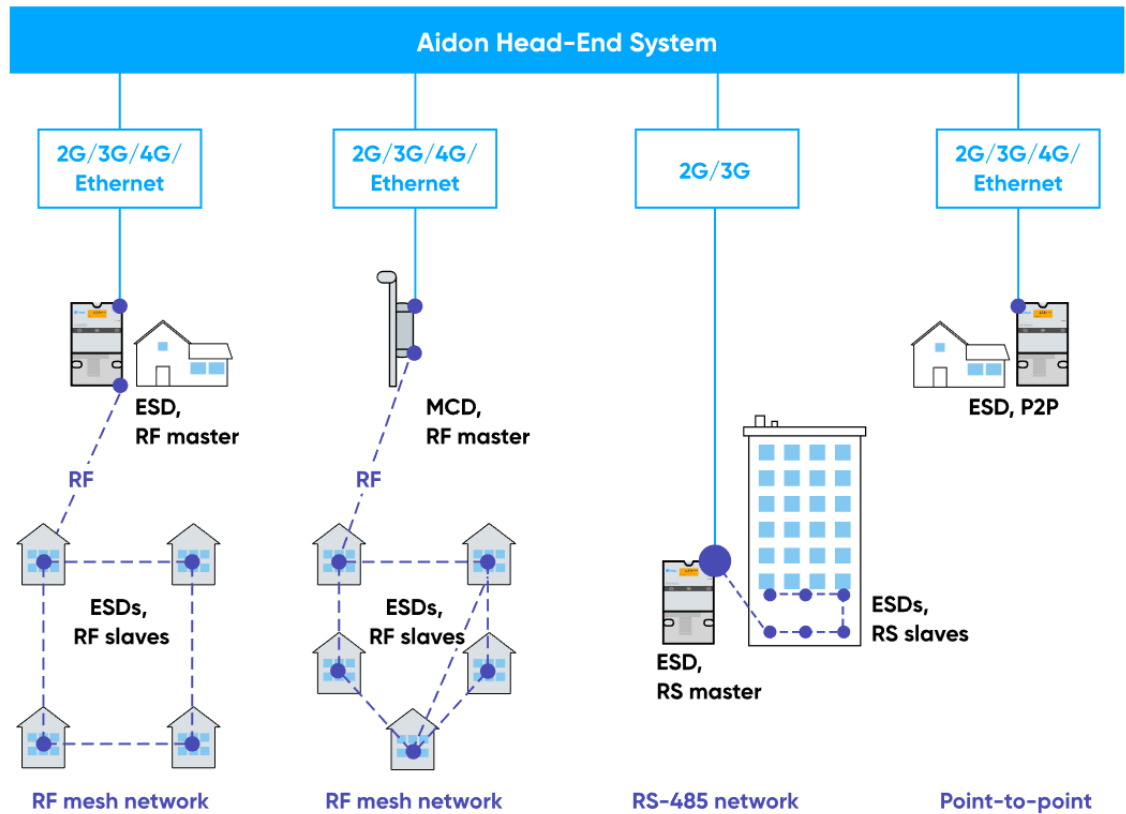 Aidon Head-End System
2G/3G/4G/
Ethernet
2G/3G/4G/
Ethernet
2G/3G
2G/3G/4G/
Ethernet
ESD,
RF master
MCD,
RF master
ESD, P2P
RF
RF
ESDs,
RF slaves
ESDs,
RF slaves
ESDs,
RS slaves
ESD,
RS master
RF mesh network
RF mesh network
RS-485 network
Point-to-point